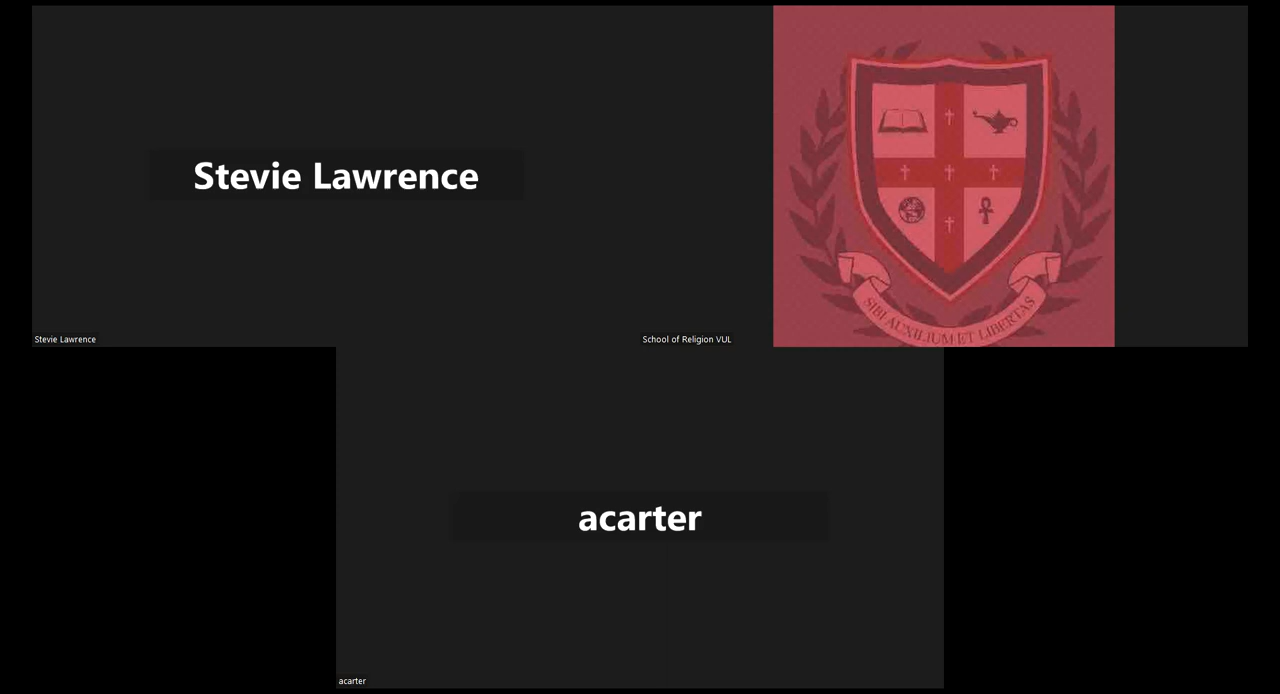 Stevie Lawrence
Stevie Lawrence
School of Religion VUL
SIBI AUXILIUM ET LIBERTAS
acarter
acarter